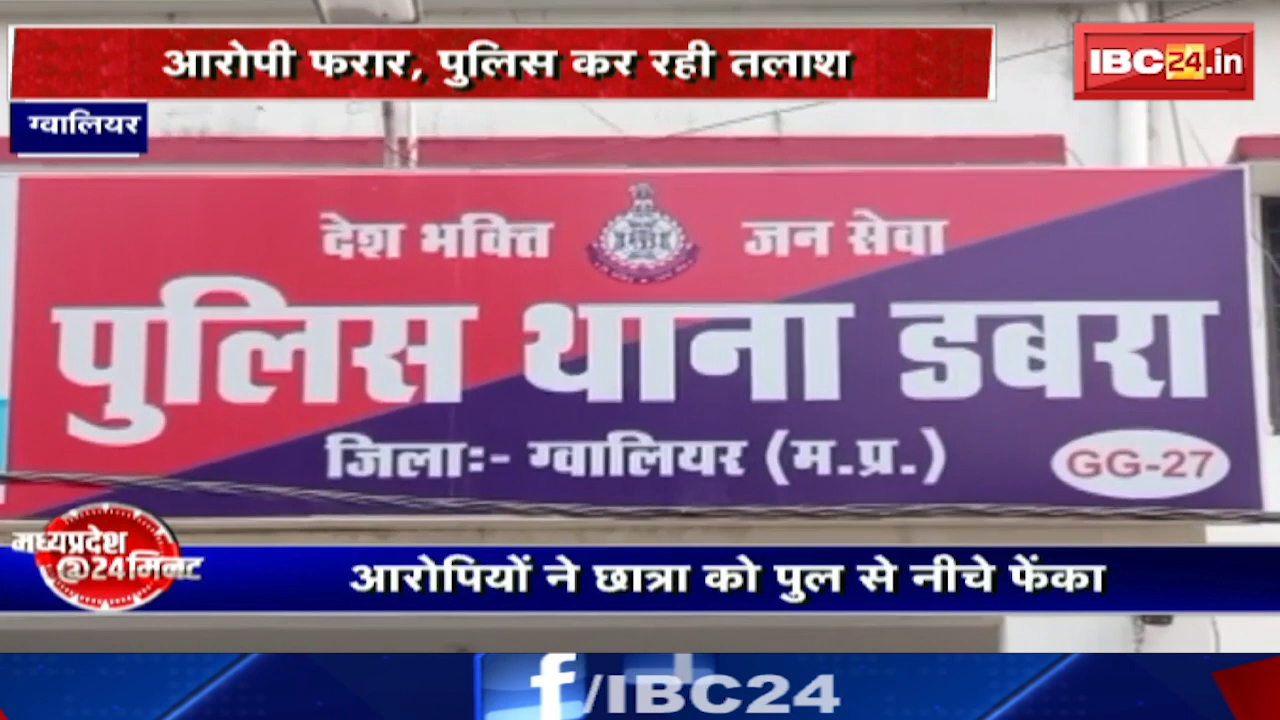 आरोपी फरार, पुलिस कर रही तलाश
IBC24.in
ग्वालियर
देश भक्ति जन सेवा
पुलिस थाना डबरा
जिलाः- ग्वालियर (म.प्र.)
GG-27
मध्यप्रदेश
@24मिनट
आरोपियों ने छात्रा को पुल से नीचे फेंका
f/IBC24